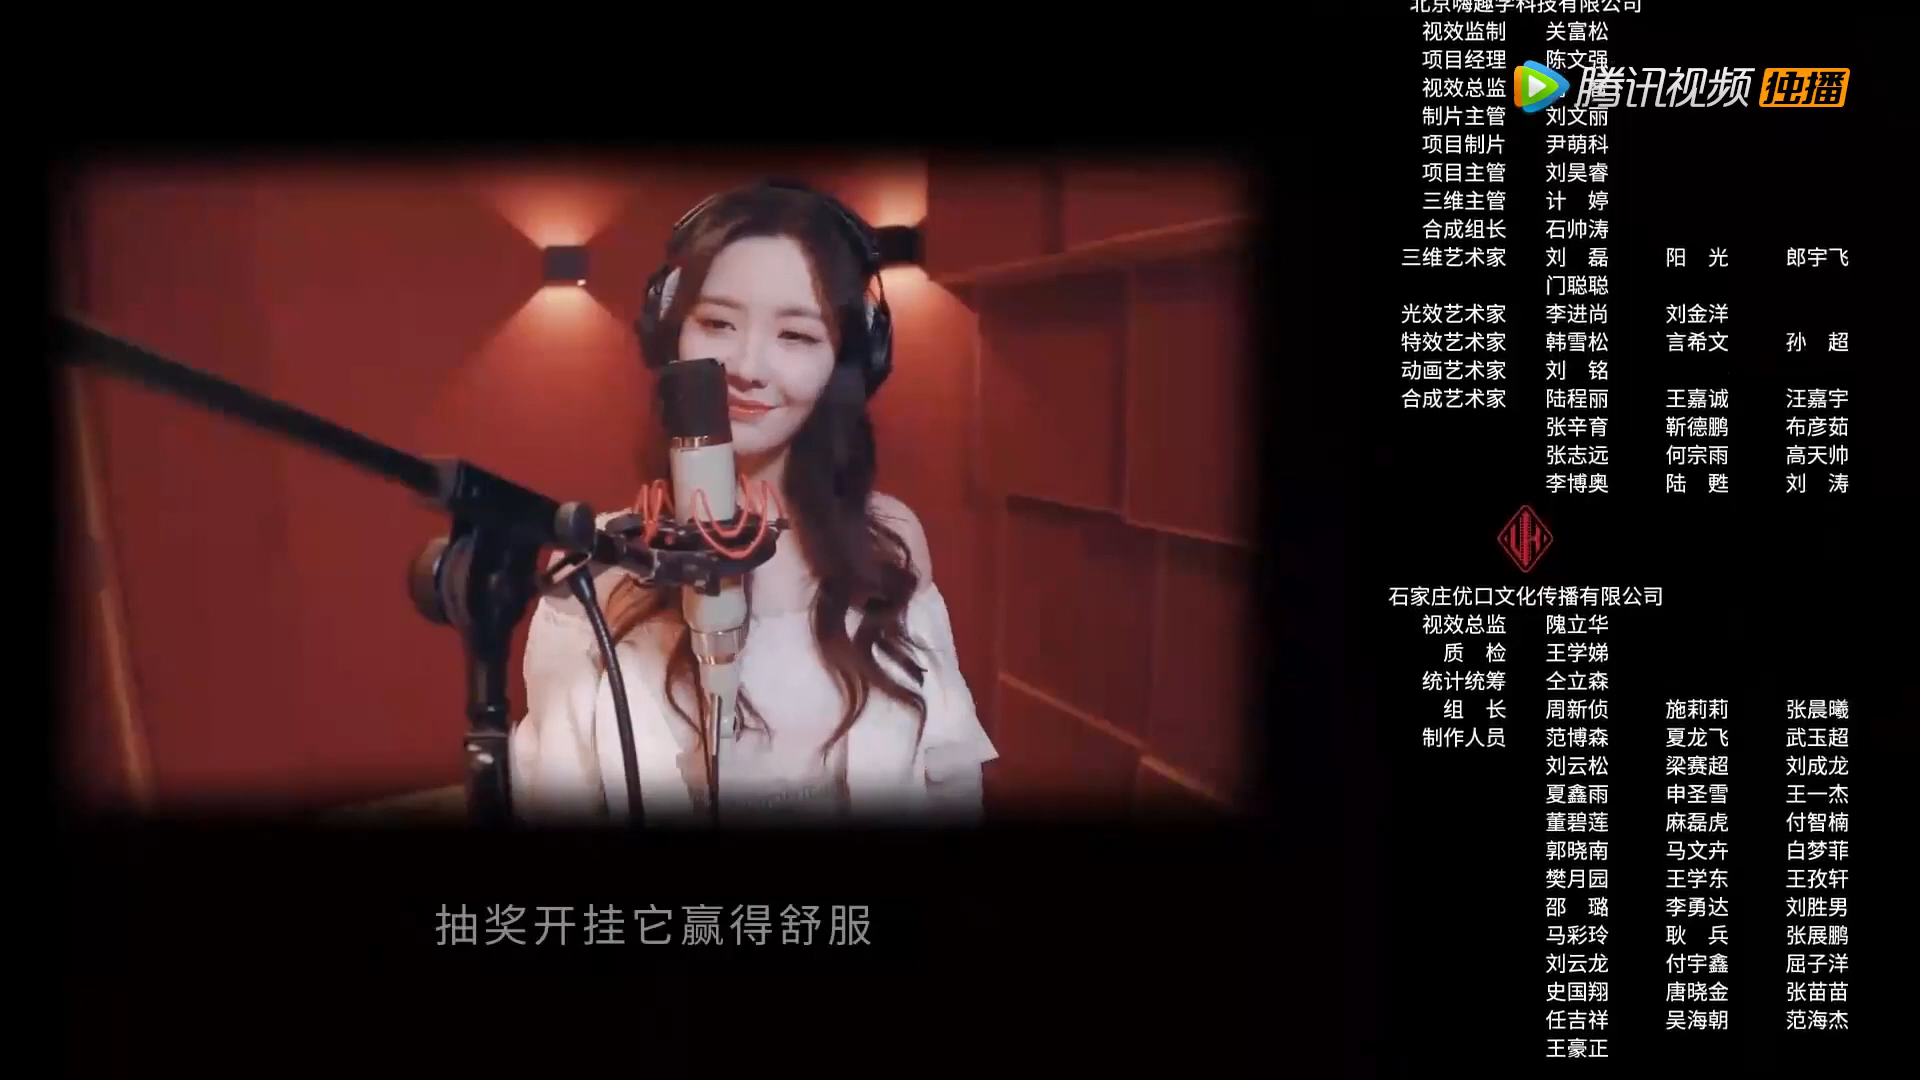 北京嗨趣学科技有限公司
视效监制 关富松
项目经理 陈文强
腾讯视频 独播
视效总监
制片主管 刘文丽
项目制片 尹萌科
项目主管 刘昊睿
三维主管 计 婷
合成组长 石帅涛
三维艺术家 刘 磊 阳 光 郎宇飞
门聪聪
光效艺术家 李进尚 刘金洋
特效艺术家 韩雪松 言希文 孙 超
动画艺术家 刘 铭
合成艺术家 陆程丽 王嘉诚 汪嘉宇
张辛育 靳德鹏 布彦茹
张志远 何宗雨 高天帅
李博奥 陆 甦 刘 涛
石家庄优口文化传播有限公司
视效总监 隗立华
质 检 王学娣
统计统筹 仝立森
组 长 周新侦 施莉莉 张晨曦
制作人员 范博森 夏龙飞 武玉超
刘云松 梁赛超 刘成龙
夏鑫雨 申圣雪 王一杰
董碧莲 麻磊虎 付智楠
郭晓南 马文卉 白梦菲
樊月园 王学东 王孜轩
邵 璐 李勇达 刘胜男
马彩玲 耿 兵 张展鹏
刘云龙 付宇鑫 屈子洋
史国翔 唐晓金 张苗苗
任吉祥 吴海朝 范海杰
王豪正
抽奖开挂它赢得舒服